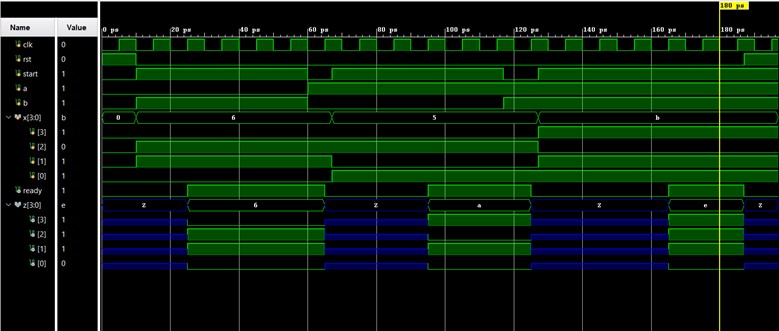 180 ps
Name Value 0 ps 20 ps 40 ps 60 ps 80 ps 100 ps 120 ps 140 ps 160 ps 180 ps
clk 0
rst 0
start 1
a 1
b 1
x[3:0] b 0 6 5 b
[3] 1
[2] 0
[1] 1
[0] 1
ready 1
z[3:0] e Z 6 Z a Z e Z
[3] 1
[2] 1
[1] 1
[0] 0